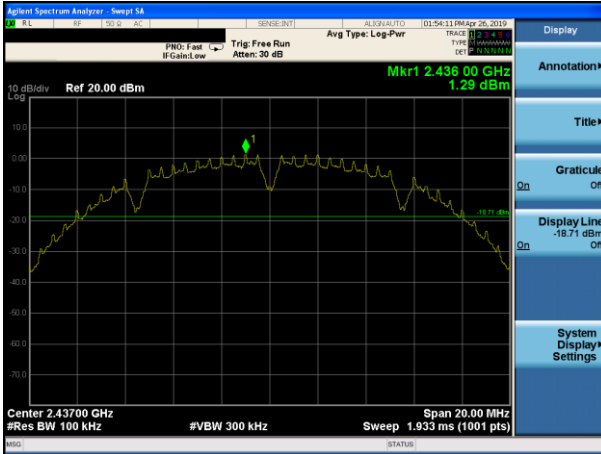 Agilent Spectrum Analyzer - Swept SA
RL RF 50 Ω AC SENSE:INT ALIGNAUTO 01:54:11 PM Apr 26, 2019
Display
Avg Type: Log-Pwr TRACE 1 2 3 4 5 6
PNO: Fast Trig: Free Run TYPE
IFGain:Low Atten: 30 dB DET P N N N N N
Mkr1 2.436 00 GHz
1.29 dBm
10 dB/div Ref 20.00 dBm
Log
10.0
1
0.00
-10.0
-18.71 dBm
-20.0
-30.0
-40.0
-50.0
-60.0
-70.0
Center 2.43700 GHz Span 20.00 MHz
#Res BW 100 kHz #VBW 300 kHz Sweep 1.933 ms (1001 pts)
MSG STATUS
Annotation
Title
Graticule
On Off
Display Line
-18.71 dBm
On Off
System
Display
Settings